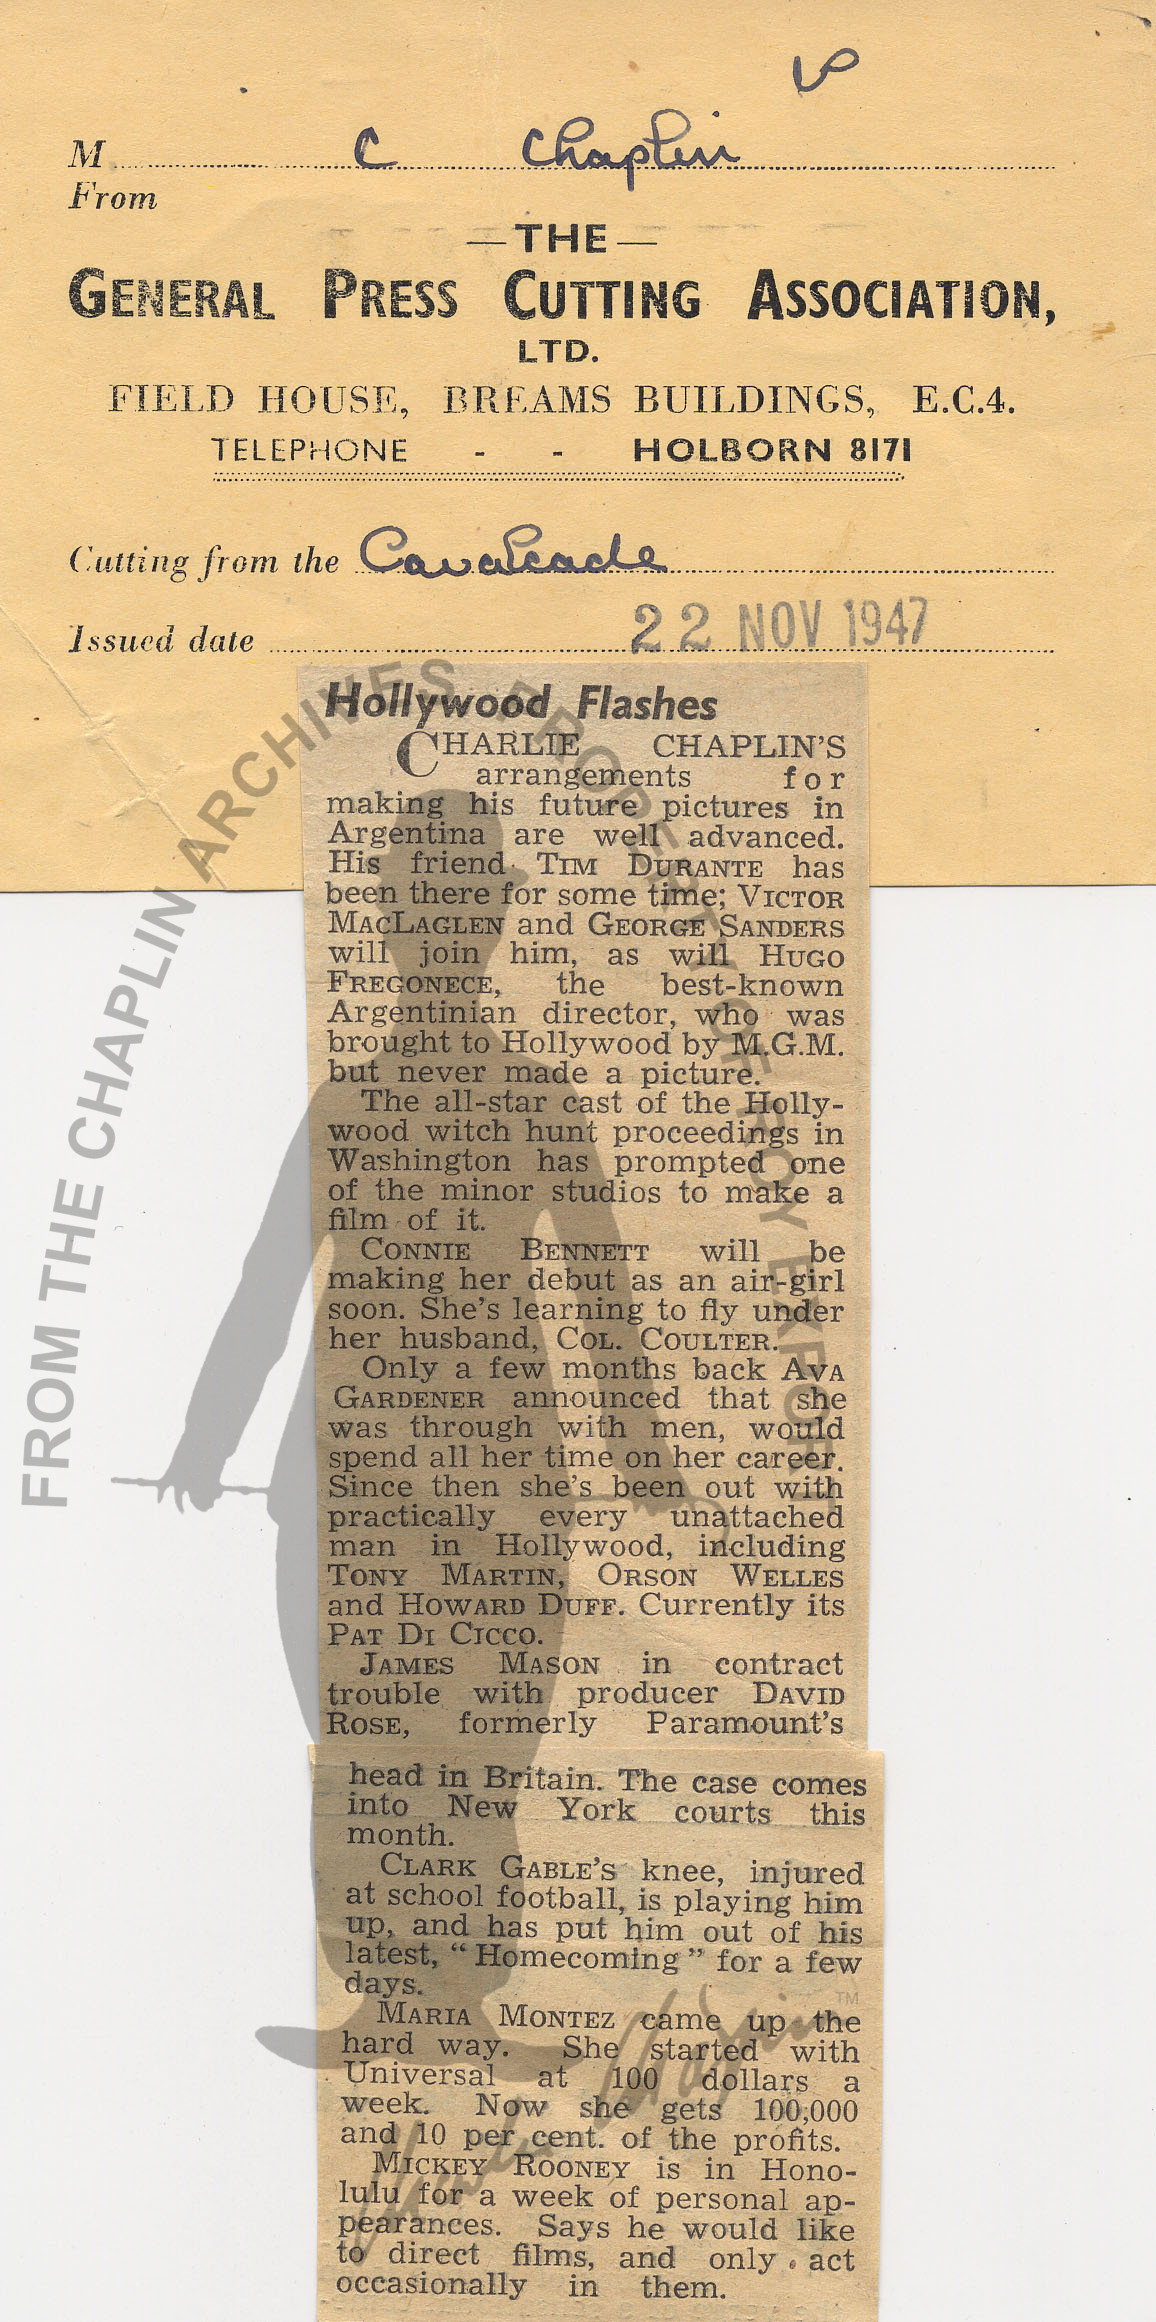 M C Chaplin
From
— THE —
GENERAL PRESS CUTTING ASSOCIATION,
LTD.
FIELD HOUSE, BREAMS BUILDINGS, E.C.4.
TELEPHONE - - HOLBORN 8171
Cutting from the Cavalcade
Issued date 22 NOV 1947
Hollywood Flashes
CHARLIE CHAPLIN'S
arrangements for
making his future pictures in
Argentina are well advanced.
His friend TIM DURANTE has
been there for some time; VICTOR
MACLAGLEN and GEORGE SANDERS
will join him, as will HUGO
FREGONECE, the best-known
Argentinian director, who was
brought to Hollywood by M.G.M.
but never made a picture.
The all-star cast of the Holly-
wood witch hunt proceedings in
Washington has prompted one
of the minor studios to make a
film of it.
CONNIE BENNETT will be
making her debut as an air-girl
soon. She's learning to fly under
her husband, COL. COULTER.
Only a few months back AVA
GARDENER announced that she
was through with men, would
spend all her time on her career.
Since then she's been out with
practically every unattached
man in Hollywood, including
TONY MARTIN, ORSON WELLES
and HOWARD DUFF. Currently its
PAT DI CICCO.
JAMES MASON in contract
trouble with producer DAVID
ROSE, formerly Paramount's
head in Britain. The case comes
into New York courts this
month.
CLARK GABLE'S knee, injured
at school football, is playing him
up, and has put him out of his
latest, "Homecoming" for a few
days.
MARIA MONTEZ came up the
hard way. She started with
Universal at 100 dollars a
week. Now she gets 100,000
and 10 per cent. of the profits.
MICKEY ROONEY is in Hono-
lulu for a week of personal ap-
pearances. Says he would like
to direct films, and only act
occasionally in them.
FROM THE CHAPLIN ARCHIVES - PROPERTY OF ROY EXPORT
Charlie Chaplin™